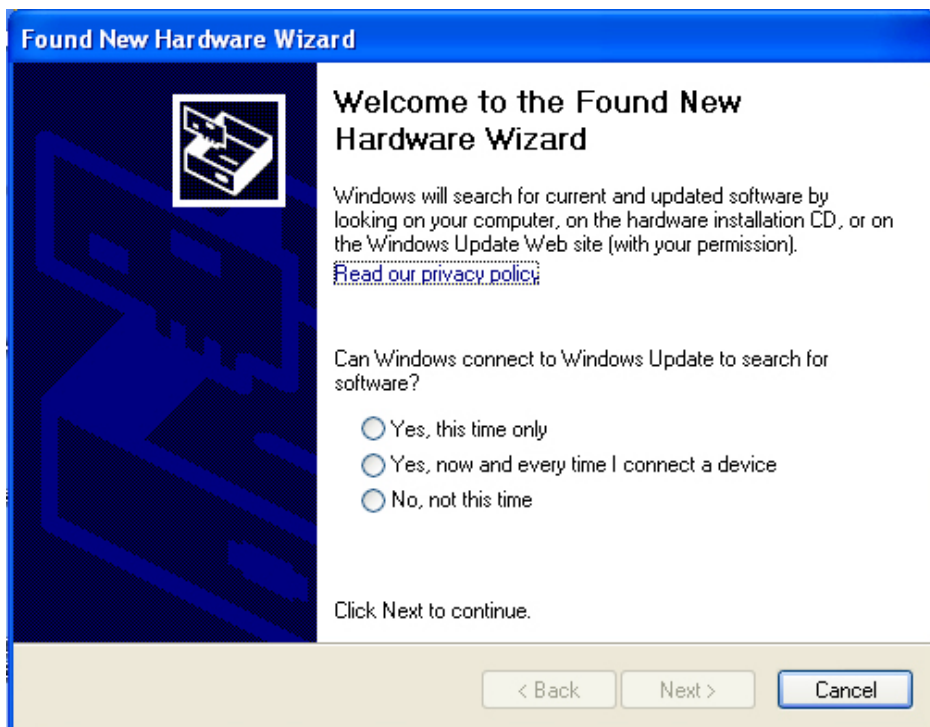 Found New Hardware Wizard
Welcome to the Found New
Hardware Wizard
Windows will search for current and updated software by
looking on your computer, on the hardware installation CD, or on
the Windows Update Web site (with your permission).
Read our privacy policy
Can Windows connect to Windows Update to search for
software?
Yes, this time only
Yes, now and every time I connect a device
No, not this time
Click Next to continue.
< Back
Next >
Cancel